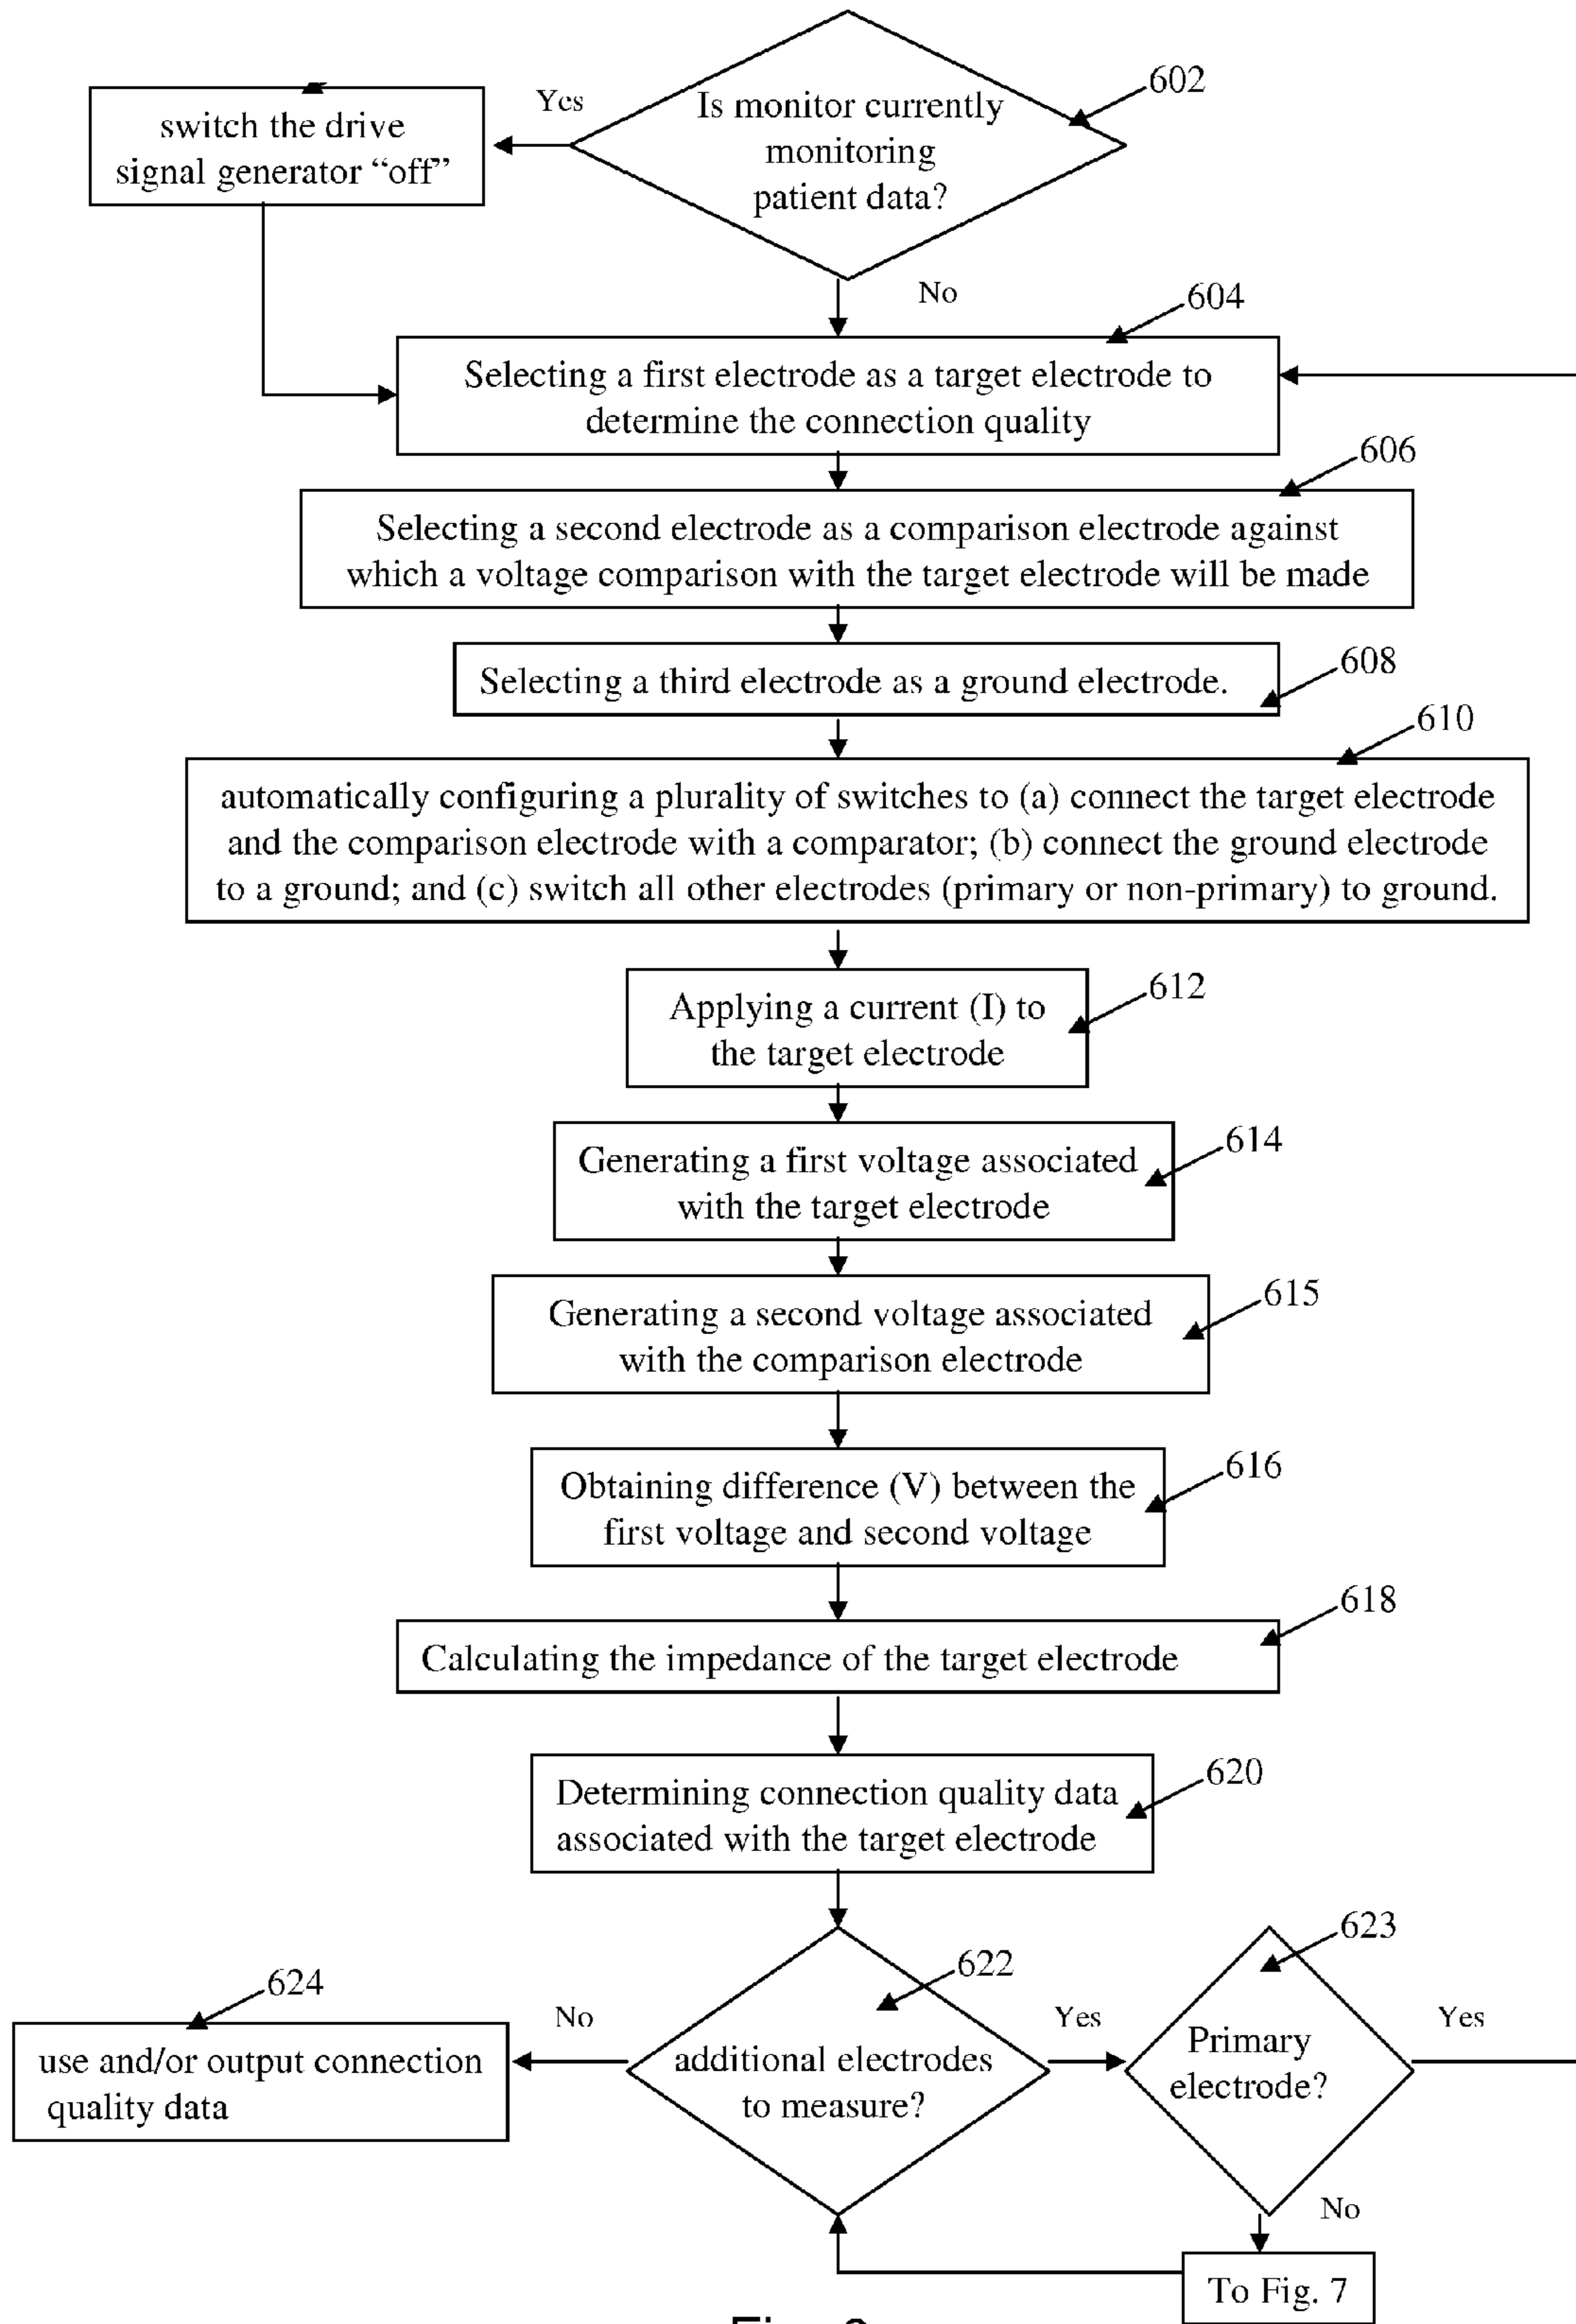 602
Yes
Is monitor currently
monitoring
patient data?
switch the drive
signal generator “off”
No
604
Selecting a first electrode as a target electrode to
determine the connection quality
606
Selecting a second electrode as a comparison electrode against
which a voltage comparison with the target electrode will be made
608
Selecting a third electrode as a ground electrode.
610
automatically configuring a plurality of switches to (a) connect the target electrode
and the comparison electrode with a comparator; (b) connect the ground electrode
to a ground; and (c) switch all other electrodes (primary or non-primary) to ground.
612
Applying a current (I) to
the target electrode
614
Generating a first voltage associated
with the target electrode
615
Generating a second voltage associated
with the comparison electrode
616
Obtaining difference (V) between the
first voltage and second voltage
618
Calculating the impedance of the target electrode
620
Determining connection quality data
associated with the target electrode
622
623
624
No
Yes
Yes
use and/or output connection
quality data
additional electrodes
to measure?
Primary
electrode?
No
To Fig. 7